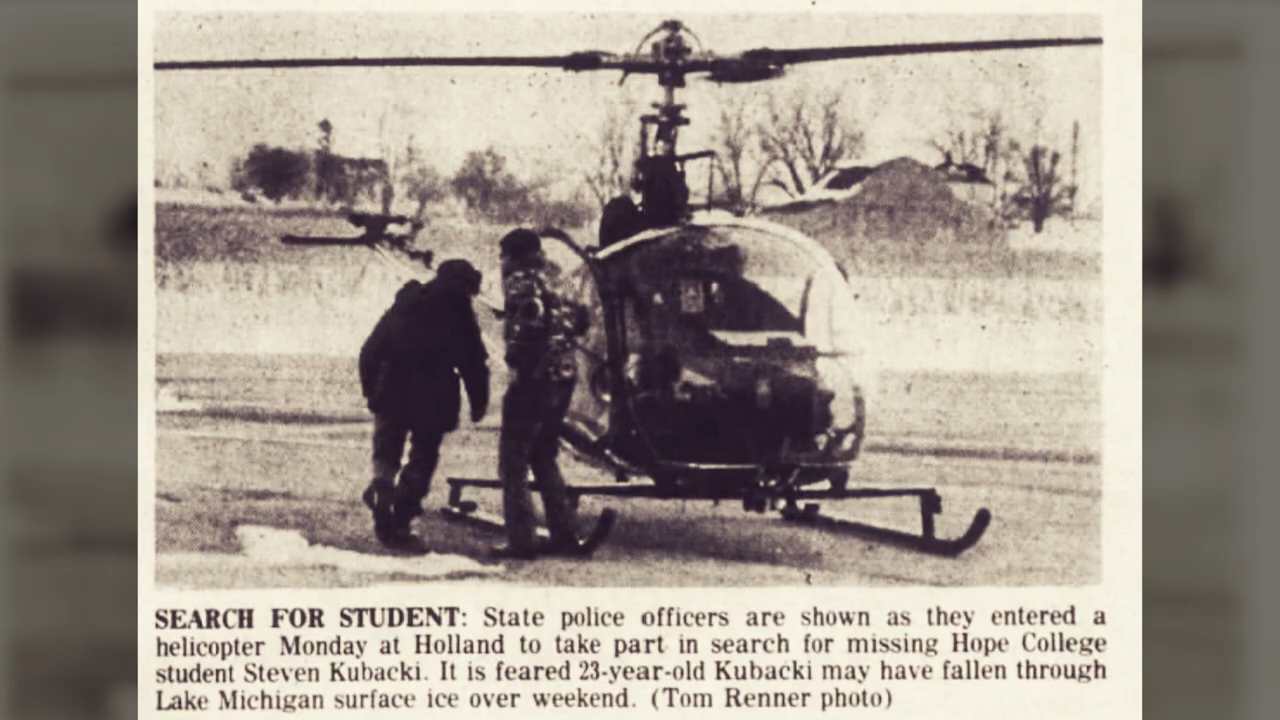 SEARCH FOR STUDENT: State police officers are shown as they entered a
helicopter Monday at Holland to take part in search for missing Hope College
student Steven Kubacki. It is feared 23-year-old Kubacki may have fallen through
Lake Michigan surface ice over weekend. (Tom Renner photo)